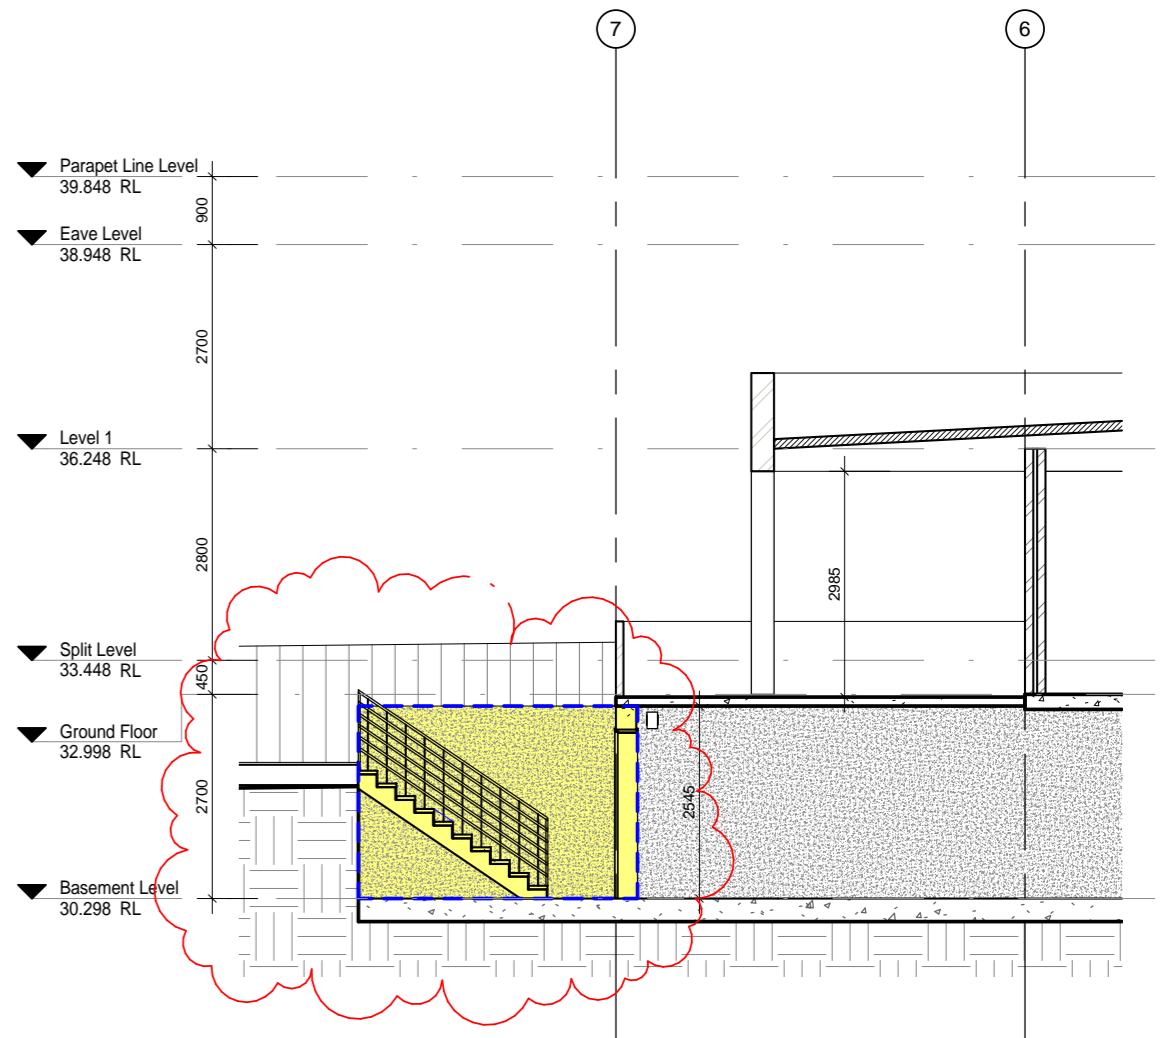 7
6
Parapet Line Level
39.848 RL
900
Eave Level
38.948 RL
2700
Level 1
36.248 RL
2800
2985
Split Level
33.448 RL
450
Ground Floor
32.998 RL
2700
2545
Basement Level
30.298 RL